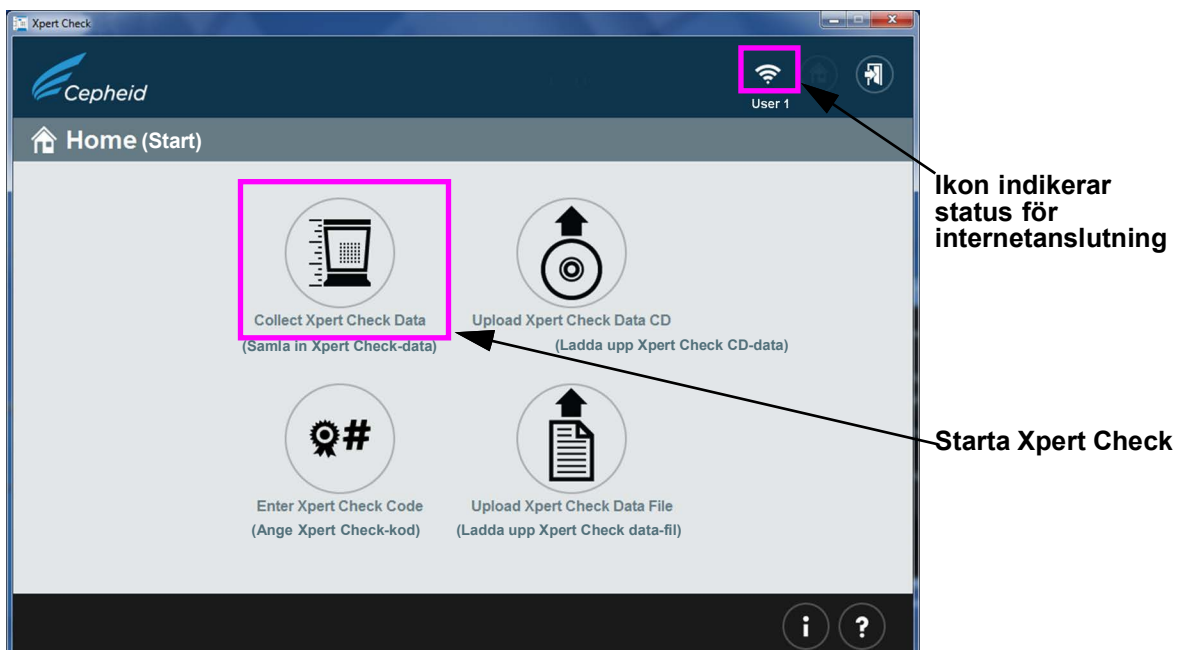 Xpert Check
Cepheid
User 1
Home (Start)
Ikon indikerar
status för
internetanslutning
Collect Xpert Check Data
(Samla in Xpert Check-data)
Upload Xpert Check Data CD
(Ladda upp Xpert Check CD-data)
Starta Xpert Check
#
Enter Xpert Check Code
(Ange Xpert Check-kod)
Upload Xpert Check Data File
(Ladda upp Xpert Check data-fil)
i ?